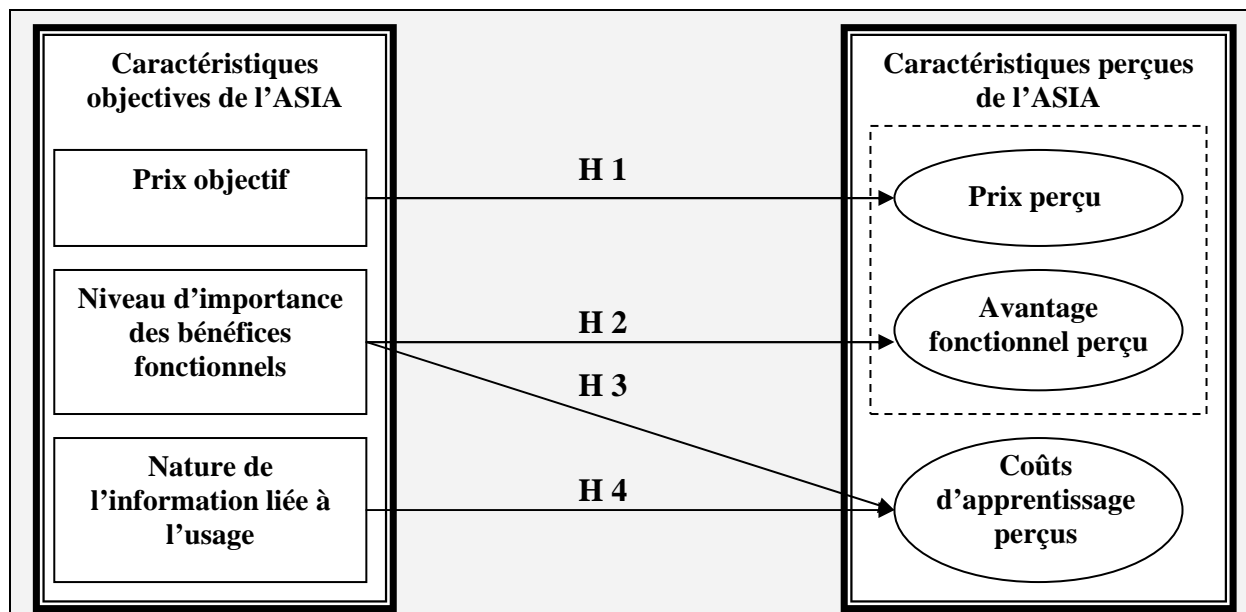 Caractéristiques
objectives de l'ASIA
Prix objectif
Niveau d'importance
des bénéfices
fonctionnels
Nature de
l'information liée à
l'usage
H 1
H 2
H 3
H 4
Caractéristiques perçues
de l'ASIA
Prix perçu
Avantage
fonctionnel perçu
Coûts
d'apprentissage
perçus